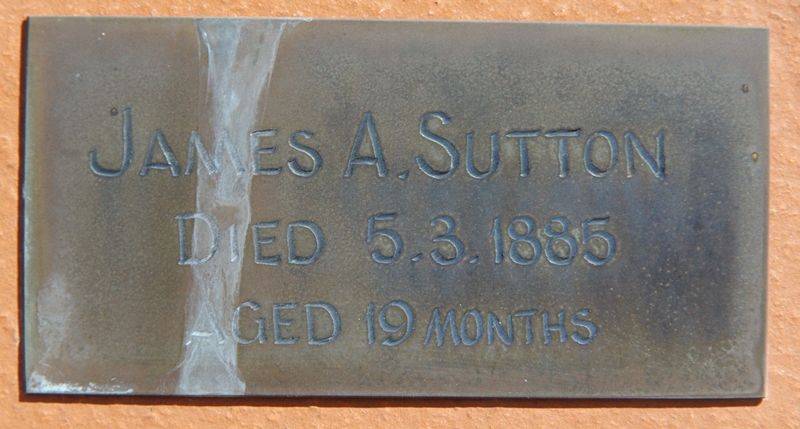 JAMES A. SUTTON
DIED 5.3.1885
AGED 19 MONTHS